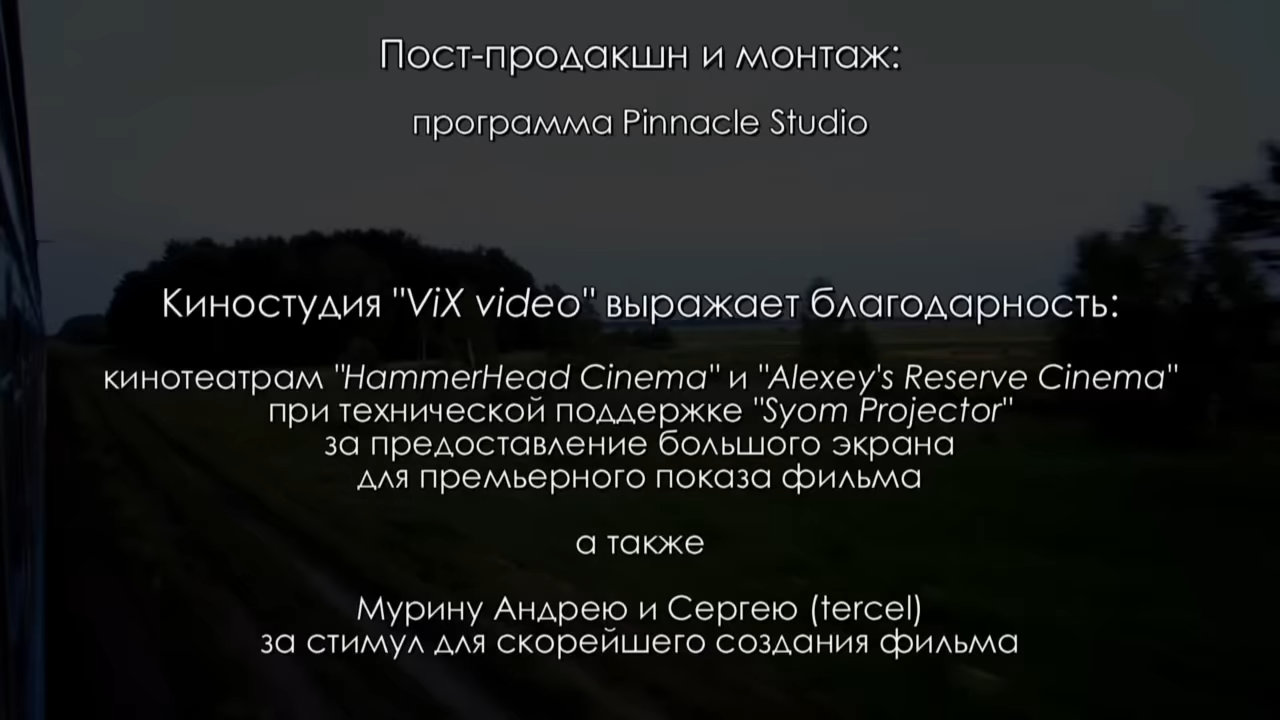 Пост-продакшн и монтаж:
программа Pinnacle Studio
Киностудия "ViX video" выражает благодарность:
кинотеатрам "HammerHead Cinema" и "Alexey's Reserve Cinema"
при технической поддержке "Syom Projector"
за предоставление большого экрана
для премьерного показа фильма
а также
Мурину Андрею и Сергею (tercel)
за стимул для скорейшего создания фильма